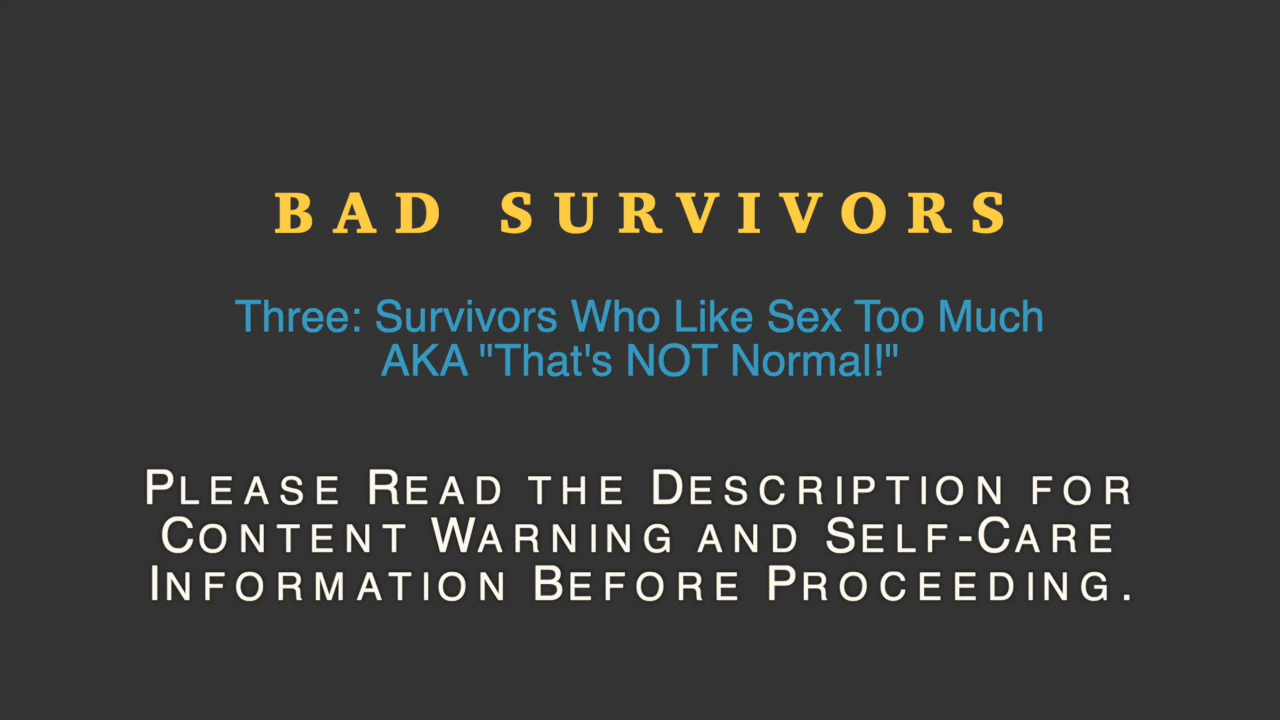 BAD SURVIVORS
Three: Survivors Who Like Sex Too Much
AKA "That's NOT Normal!"
PLEASE READ THE DESCRIPTION FOR
CONTENT WARNING AND SELF-CARE
INFORMATION BEFORE PROCEEDING.